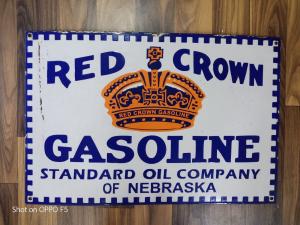 RED CROWN
RED CROWN GASOLINE
GASOLINE
STANDARD OIL COMPANY
OF NEBRASKA
Shot on OPPO F5